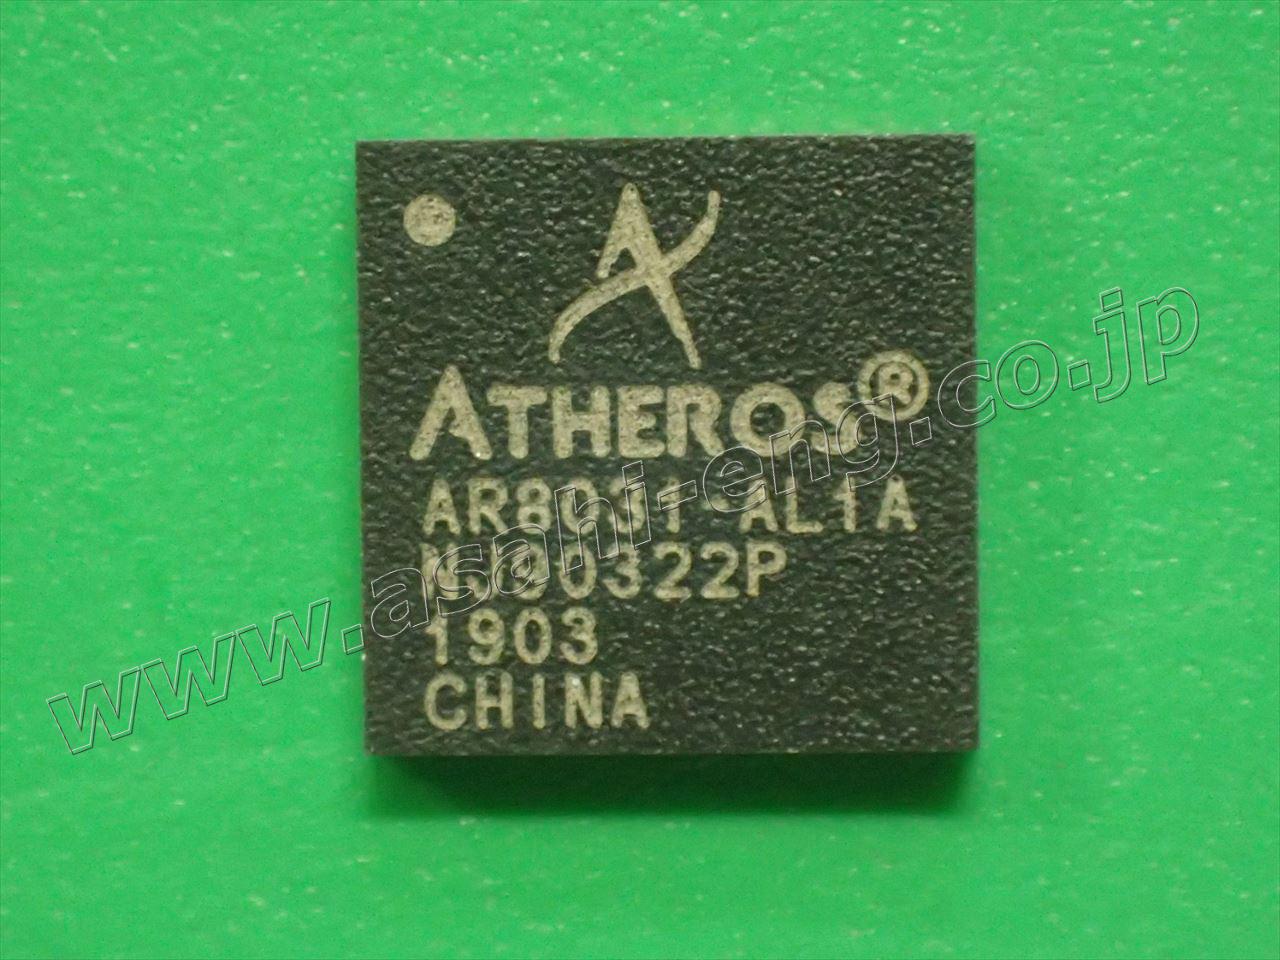 ATHEROS®
AR8031-AL1A
1903
CHINA
www.asahi-eng.co.jp